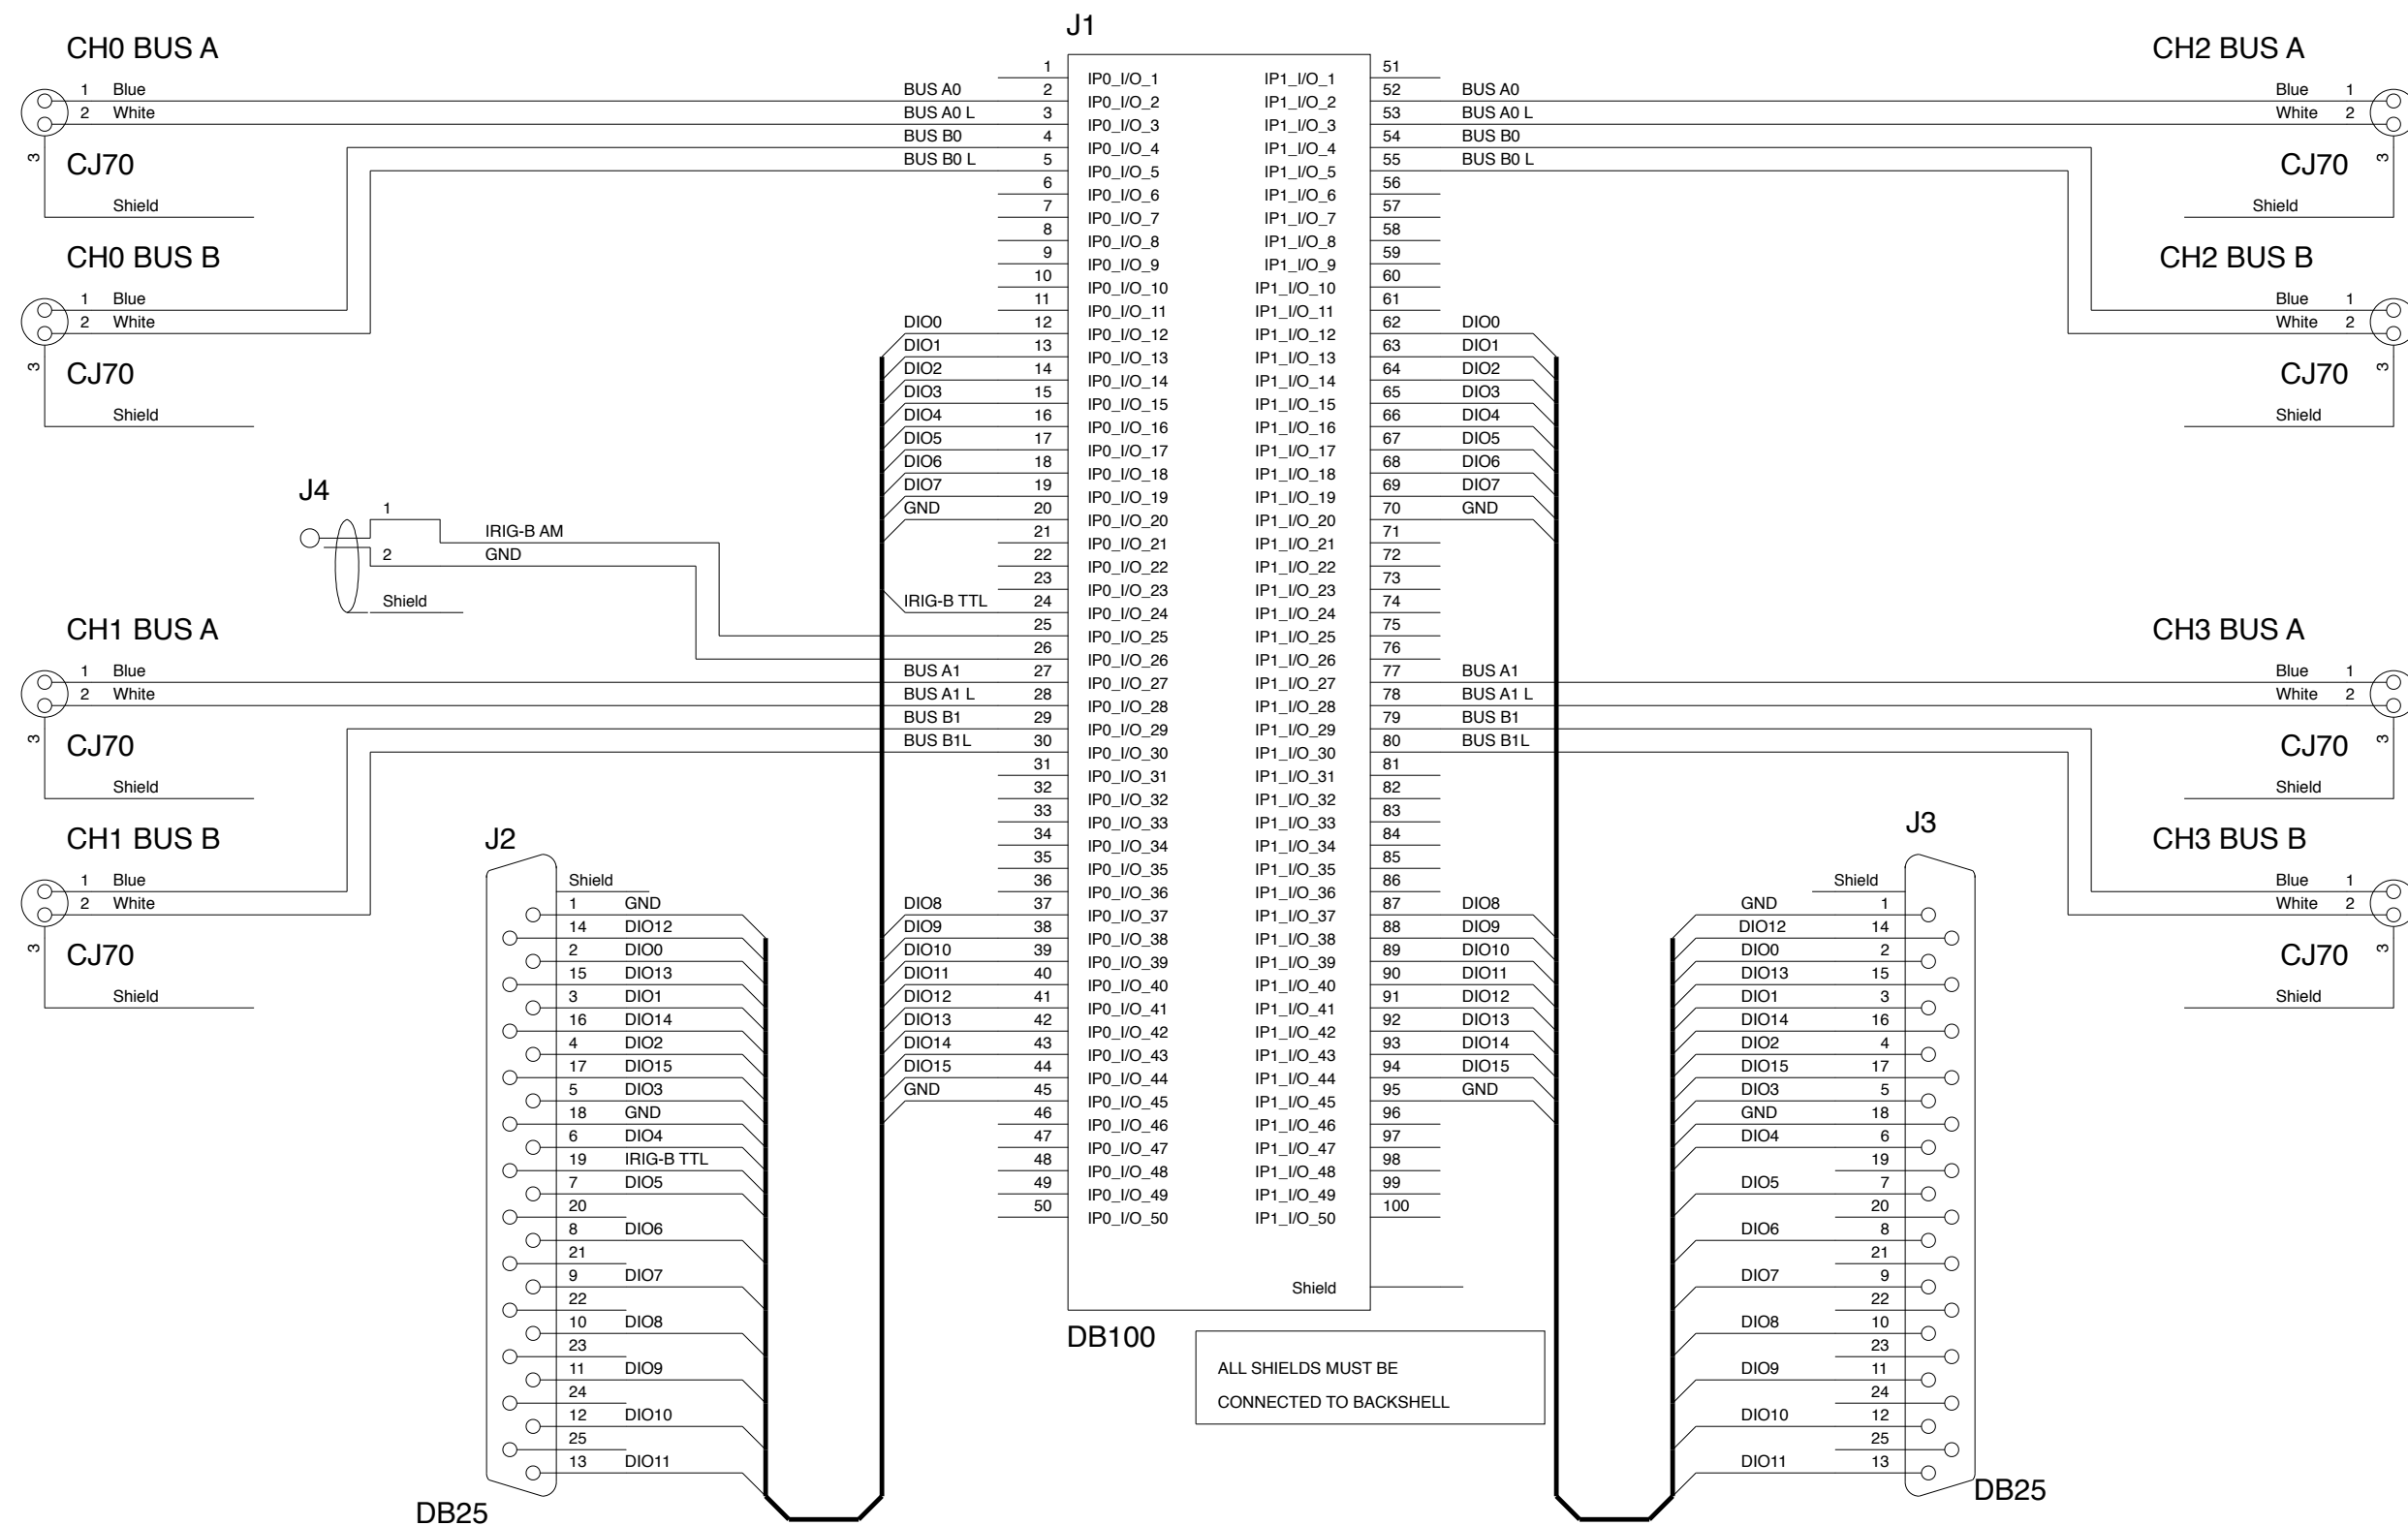 J1
CH0 BUS A
CH2 BUS A
1 Blue
2 White
3
CJ70
Shield
CH0 BUS B
1 Blue
2 White
3
CJ70
Shield
J4
1
IRIG-B AM
2
GND
Shield
CH1 BUS A
1 Blue
2 White
3
CJ70
Shield
CH1 BUS B
1 Blue
2 White
3
CJ70
Shield
J2
Shield
1 GND
14 DIO12
2 DIO0
15 DIO13
3 DIO1
16 DIO14
4 DIO2
17 DIO15
5 DIO3
18 GND
6 DIO4
19 IRIG-B TTL
7 DIO5
20
8 DIO6
21
9 DIO7
22
10 DIO8
23
11 DIO9
24
12 DIO10
25
13 DIO11
DB25
1 IP0_I/O_1 IP1_I/O_1 51
BUS A0 2 IP0_I/O_2 IP1_I/O_2 52 BUS A0
BUS A0 L 3 IP0_I/O_3 IP1_I/O_3 53 BUS A0 L
BUS B0 4 IP0_I/O_4 IP1_I/O_4 54 BUS B0
BUS B0 L 5 IP0_I/O_5 IP1_I/O_5 55 BUS B0 L
6 IP0_I/O_6 IP1_I/O_6 56
7 IP0_I/O_7 IP1_I/O_7 57
8 IP0_I/O_8 IP1_I/O_8 58
9 IP0_I/O_9 IP1_I/O_9 59
10 IP0_I/O_10 IP1_I/O_10 60
11 IP0_I/O_11 IP1_I/O_11 61
DIO0 12 IP0_I/O_12 IP1_I/O_12 62 DIO0
DIO1 13 IP0_I/O_13 IP1_I/O_13 63 DIO1
DIO2 14 IP0_I/O_14 IP1_I/O_14 64 DIO2
DIO3 15 IP0_I/O_15 IP1_I/O_15 65 DIO3
DIO4 16 IP0_I/O_16 IP1_I/O_16 66 DIO4
DIO5 17 IP0_I/O_17 IP1_I/O_17 67 DIO5
DIO6 18 IP0_I/O_18 IP1_I/O_18 68 DIO6
DIO7 19 IP0_I/O_19 IP1_I/O_19 69 DIO7
GND 20 IP0_I/O_20 IP1_I/O_20 70 GND
21 IP0_I/O_21 IP1_I/O_21 71
22 IP0_I/O_22 IP1_I/O_22 72
23 IP0_I/O_23 IP1_I/O_23 73
IRIG-B TTL 24 IP0_I/O_24 IP1_I/O_24 74
25 IP0_I/O_25 IP1_I/O_25 75
26 IP0_I/O_26 IP1_I/O_26 76
BUS A1 27 IP0_I/O_27 IP1_I/O_27 77 BUS A1
BUS A1 L 28 IP0_I/O_28 IP1_I/O_28 78 BUS A1 L
BUS B1 29 IP0_I/O_29 IP1_I/O_29 79 BUS B1
BUS B1L 30 IP0_I/O_30 IP1_I/O_30 80 BUS B1L
31 IP0_I/O_31 IP1_I/O_31 81
32 IP0_I/O_32 IP1_I/O_32 82
33 IP0_I/O_33 IP1_I/O_33 83
34 IP0_I/O_34 IP1_I/O_34 84
35 IP0_I/O_35 IP1_I/O_35 85
36 IP0_I/O_36 IP1_I/O_36 86
DIO8 37 IP0_I/O_37 IP1_I/O_37 87 DIO8
DIO9 38 IP0_I/O_38 IP1_I/O_38 88 DIO9
DIO10 39 IP0_I/O_39 IP1_I/O_39 89 DIO10
DIO11 40 IP0_I/O_40 IP1_I/O_40 90 DIO11
DIO12 41 IP0_I/O_41 IP1_I/O_41 91 DIO12
DIO13 42 IP0_I/O_42 IP1_I/O_42 92 DIO13
DIO14 43 IP0_I/O_43 IP1_I/O_43 93 DIO14
DIO15 44 IP0_I/O_44 IP1_I/O_44 94 DIO15
GND 45 IP0_I/O_45 IP1_I/O_45 95 GND
46 IP0_I/O_46 IP1_I/O_46 96
47 IP0_I/O_47 IP1_I/O_47 97
48 IP0_I/O_48 IP1_I/O_48 98
49 IP0_I/O_49 IP1_I/O_49 99
50 IP0_I/O_50 IP1_I/O_50 100
Shield
DB100
ALL SHIELDS MUST BE
CONNECTED TO BACKSHELL
Blue 1
White 2
3
CJ70
Shield
CH2 BUS B
Blue 1
White 2
3
CJ70
Shield
CH3 BUS A
Blue 1
White 2
3
CJ70
Shield
CH3 BUS B
Blue 1
White 2
3
CJ70
Shield
J3
Shield
GND 1
DIO12 14
DIO0 2
DIO13 15
DIO1 3
DIO14 16
DIO2 4
DIO15 17
DIO3 5
GND 18
DIO4 6
19
DIO5 7
20
DIO6 8
21
DIO7 9
22
DIO8 10
23
DIO9 11
24
DIO10 12
25
DIO11 13
DB25